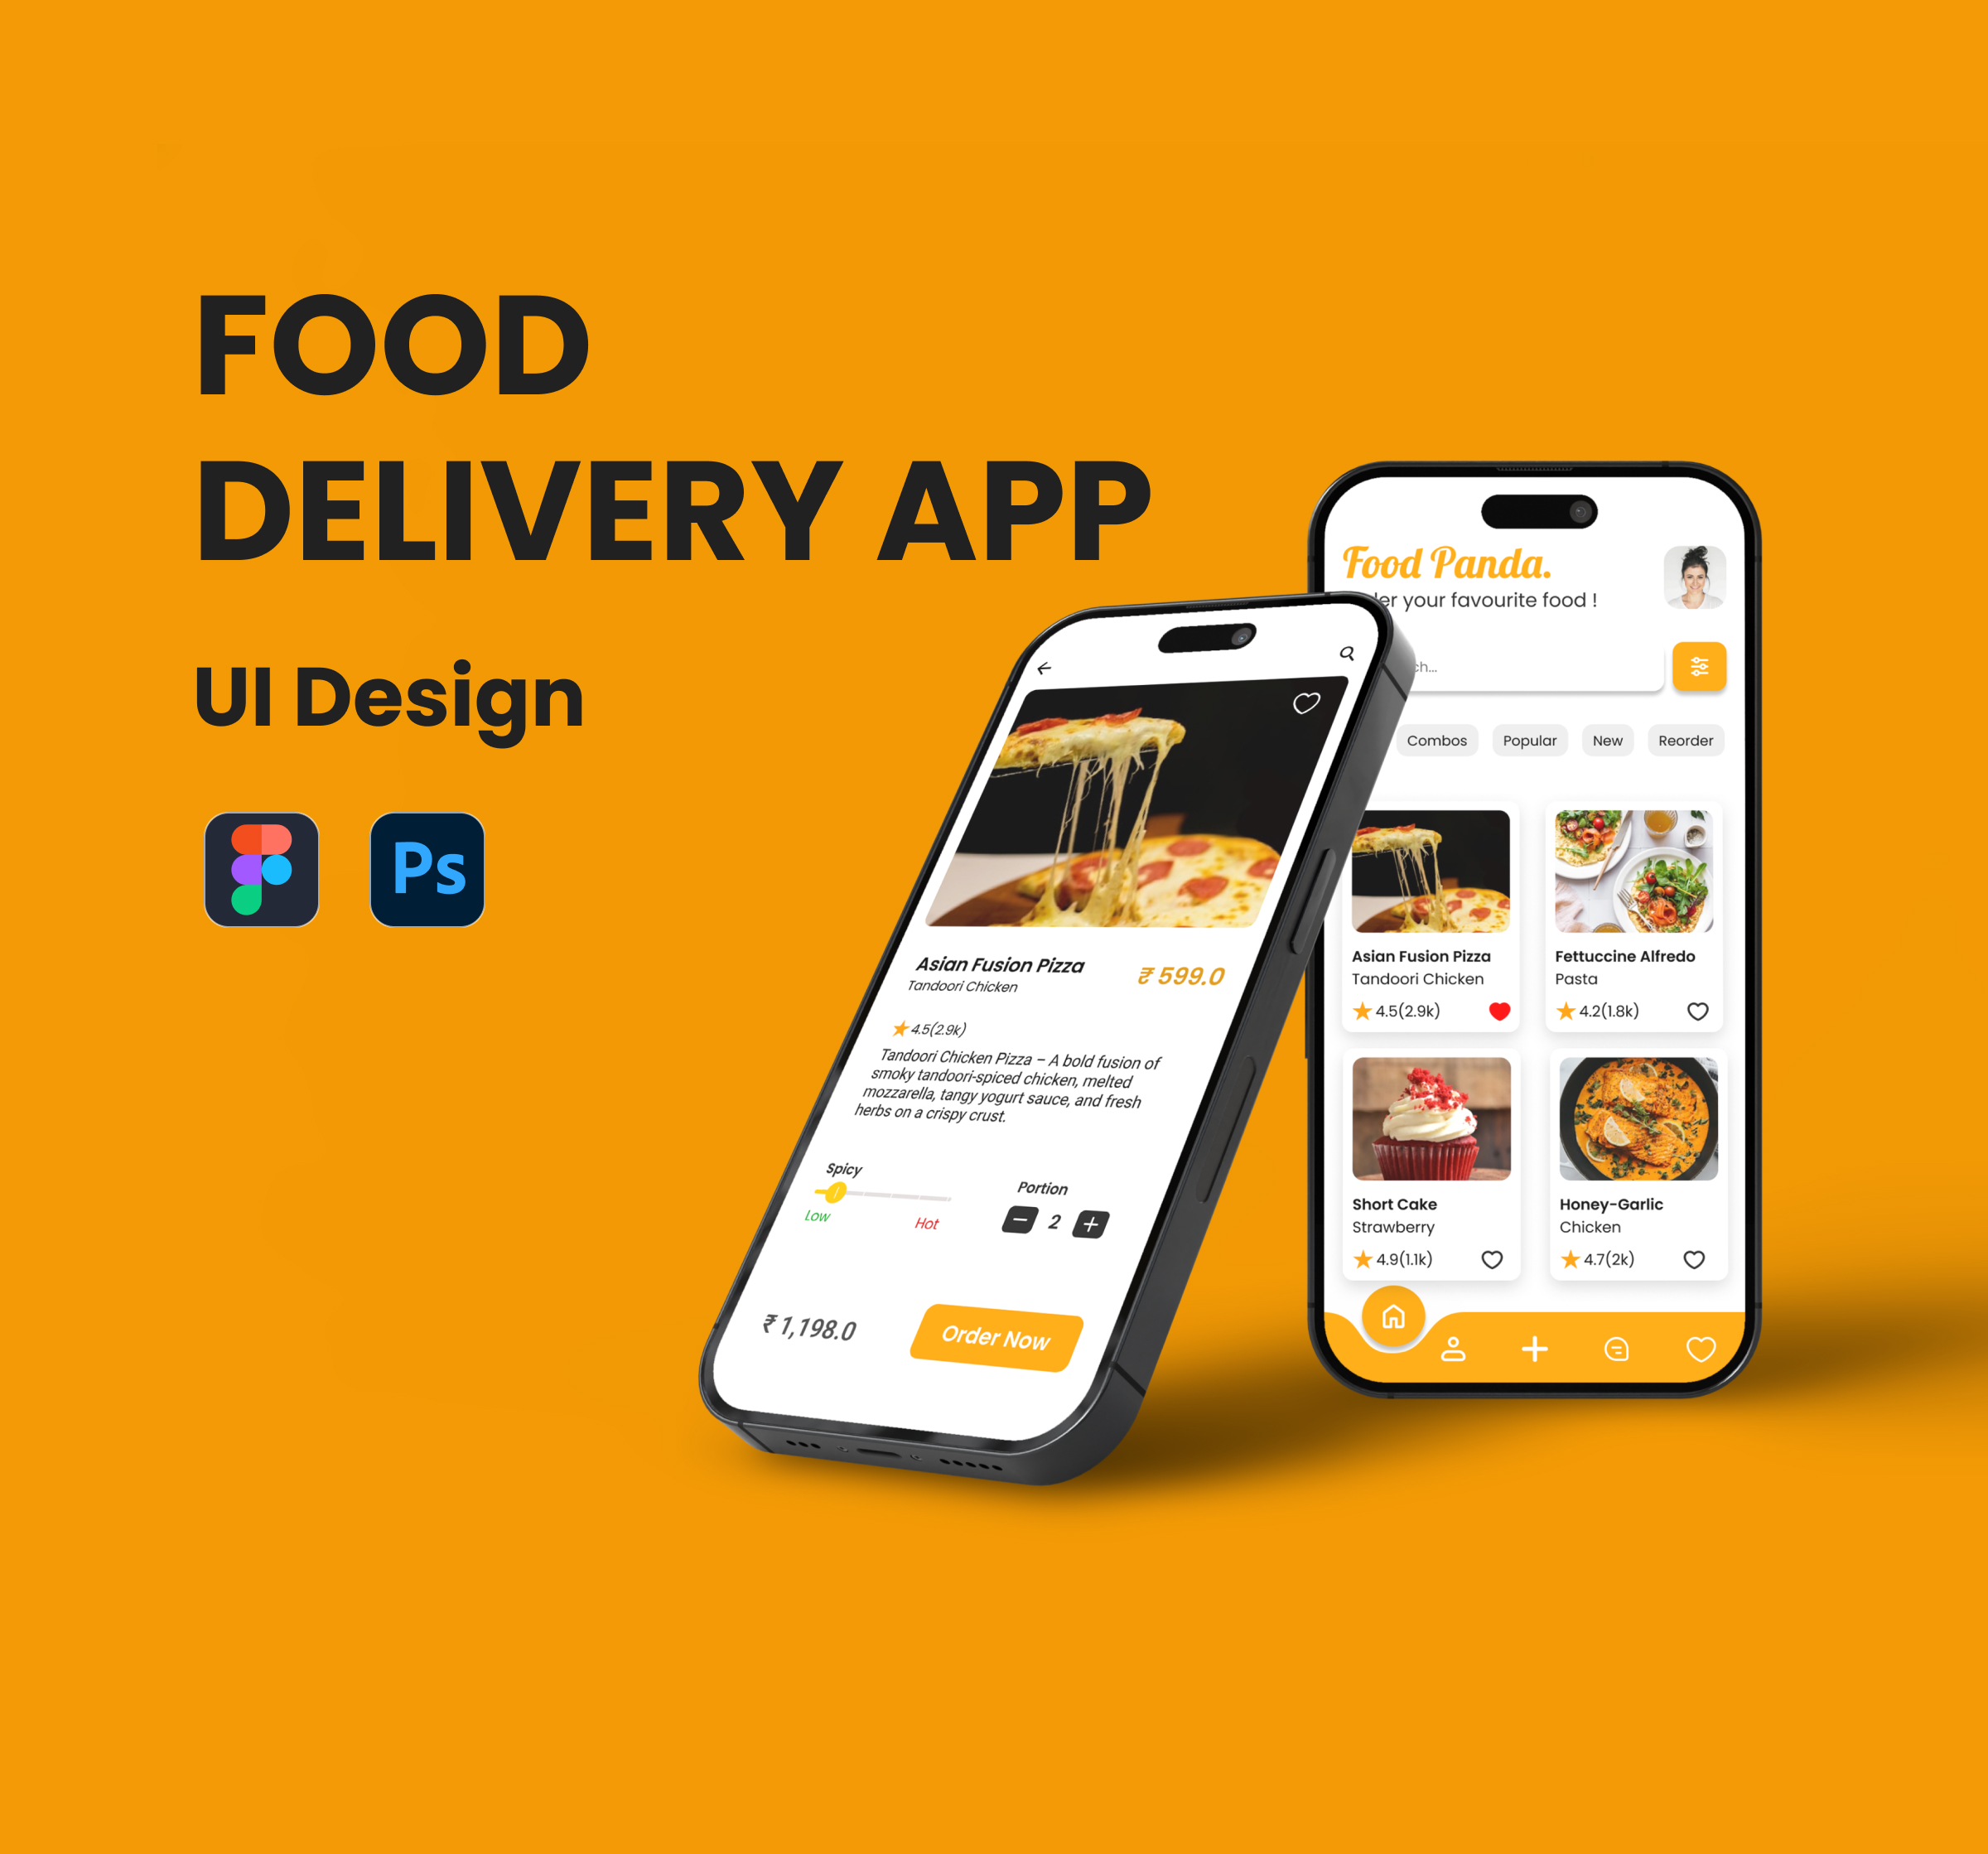 FOOD
DELIVERY APP
UI Design
Ps
Asian Fusion Pizza
₹ 599.0
Tandoori Chicken
4.5(2.9k)
Tandoori Chicken Pizza – A bold fusion of
smoky tandoori-spiced chicken, melted
mozzarella, tangy yogurt sauce, and fresh
herbs on a crispy crust.
Spicy
Low
Hot
Portion
2
₹ 1,198.0
Order Now
Food Panda.
your favourite food !
Combos
Popular
New
Reorder
Asian Fusion Pizza
Tandoori Chicken
4.5(2.9k)
Fettuccine Alfredo
Pasta
4.2(1.8k)
Short Cake
Strawberry
4.9(1.1k)
Honey-Garlic
Chicken
4.7(2k)